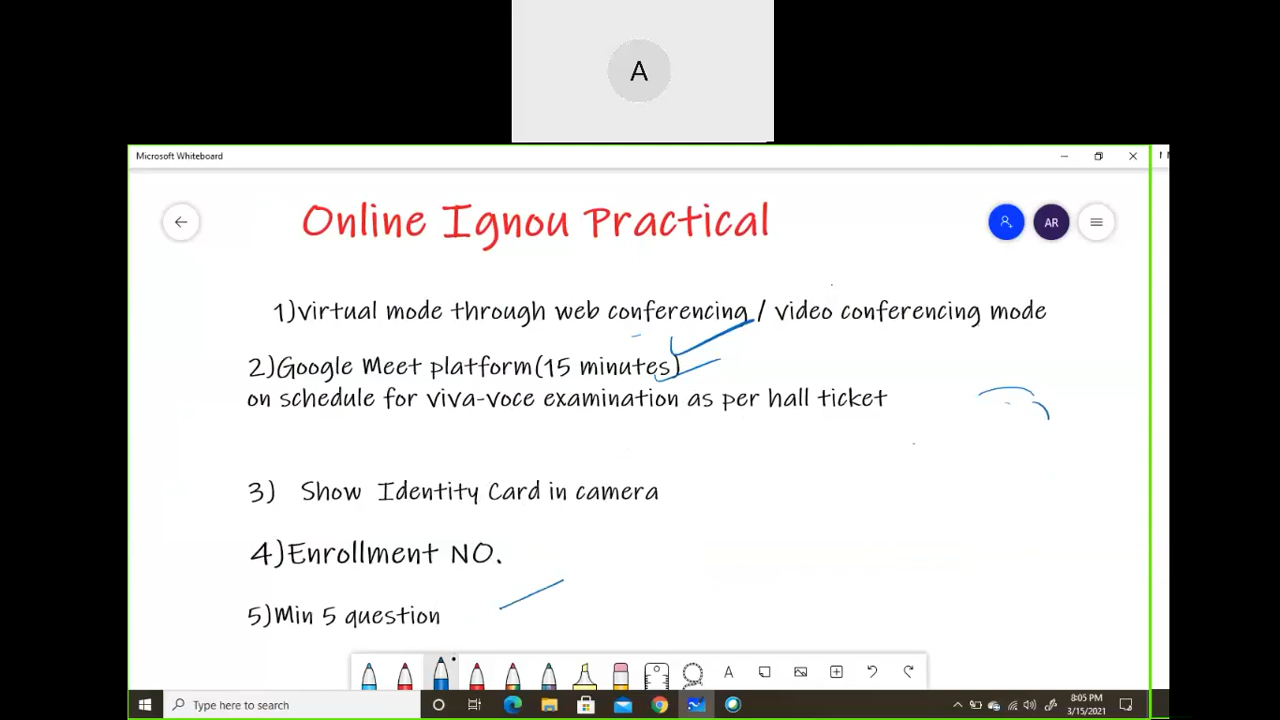 A
Microsoft Whiteboard
Online Ignou Practical
AR
1)virtual mode through web conferencing / video conferencing mode
2)Google Meet platform(15 minutes)
on schedule for viva-voce examination as per hall ticket
3) Show Identity Card in camera
4)Enrollment NO.
5)Min 5 question
A
Type here to search
8:05 PM
3/15/2021